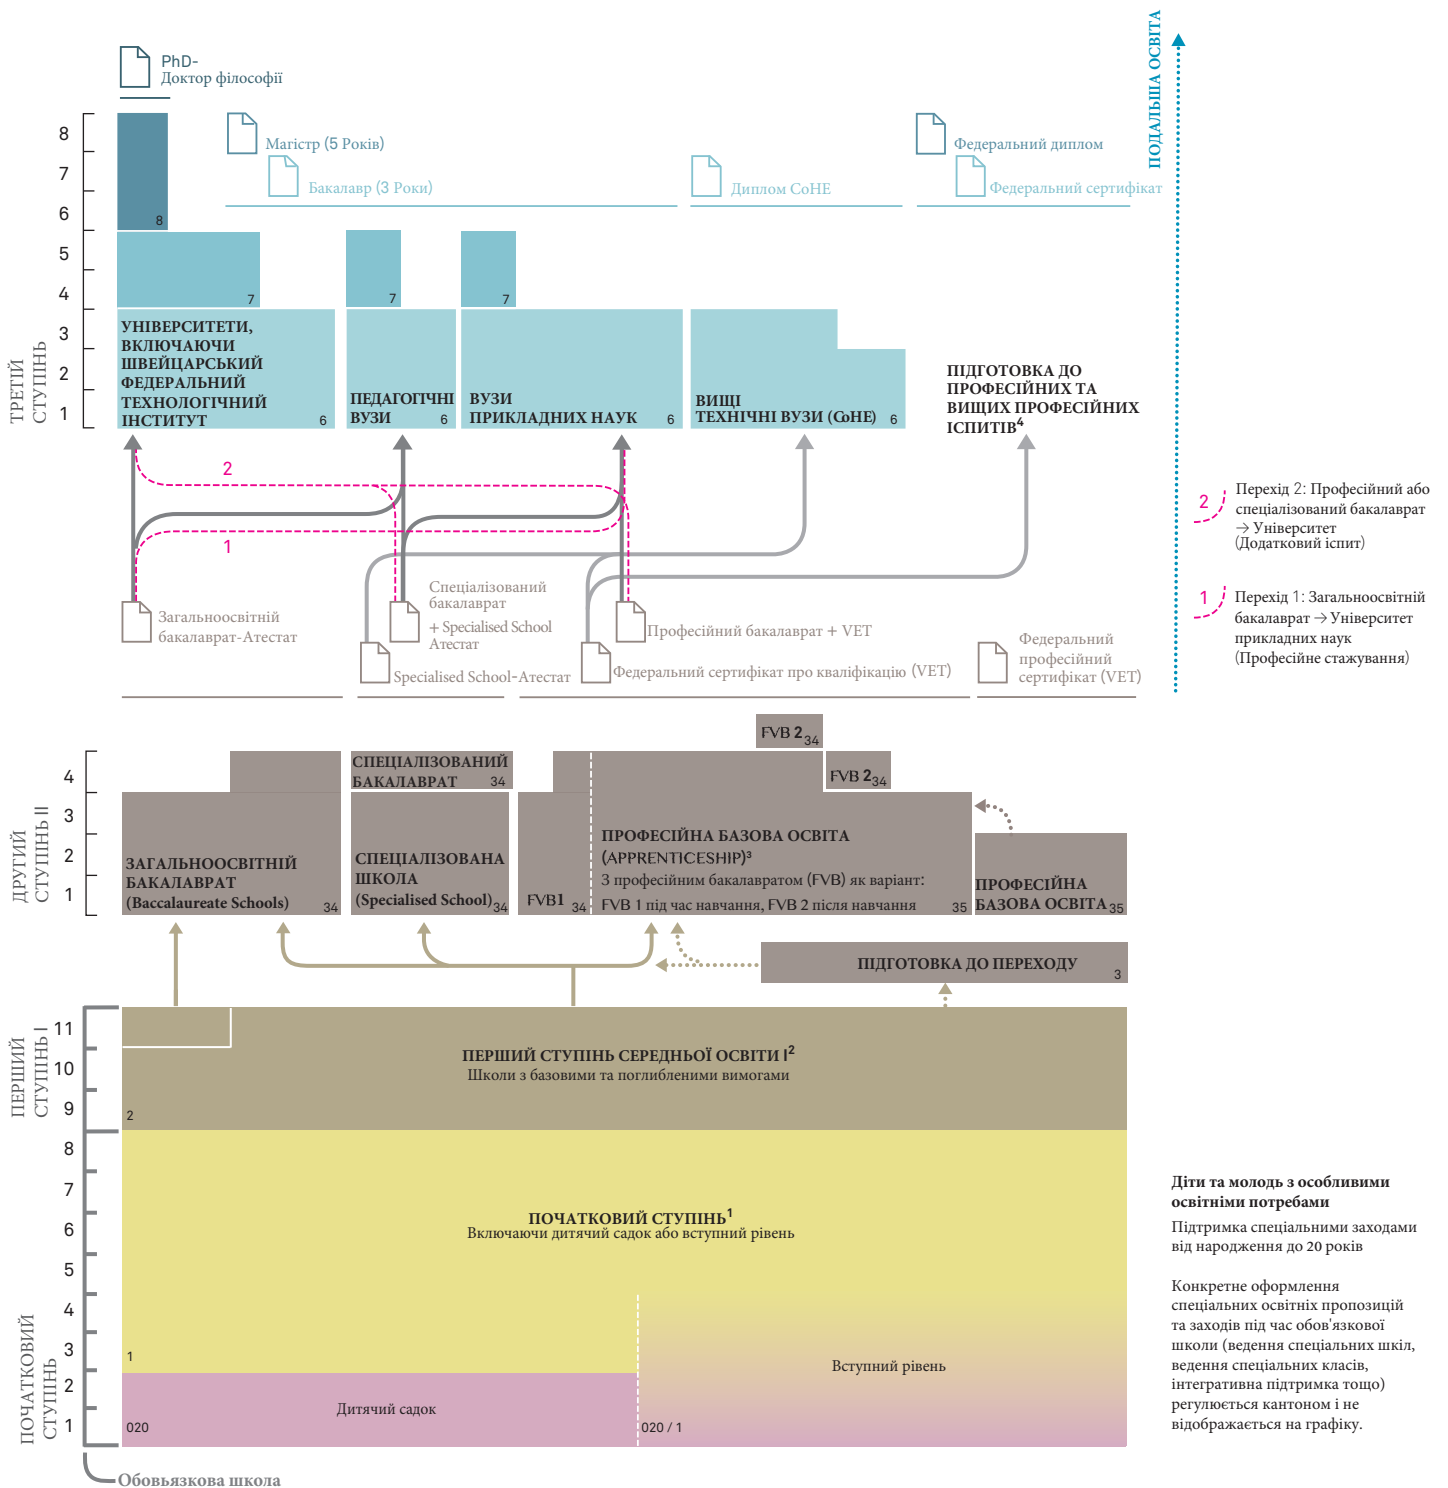 PhD-
Доктор філософії
Магістр (5 Років)
Бакалавр (3 Роки)
Диплом CoHE
Федеральний диплом
Федеральний сертифікат
ПОДАЛЬША ОСВІТА
8
7
6
5
4
3
2
1
ТРЕТІЙ
СТУПІНЬ
8
7
7
7
УНІВЕРСИТЕТИ,
ВКЛЮЧАЮЧИ
ШВЕЙЦАРСЬКИЙ
ФЕДЕРАЛЬНИЙ
ТЕХНОЛОГІЧНИЙ
ІНСТИТУТ
6
ПЕДАГОГІЧНІ
ВУЗИ
6
ВУЗИ
ПРИКЛАДНИХ НАУК
6
ВИЩІ
ТЕХНІЧНІ ВУЗИ (CoHE)
6
ПІДГОТОВКА ДО
ПРОФЕСІЙНИХ ТА
ВИЩИХ ПРОФЕСІЙНИХ
ІСПИТІВ4
2
1
2
Перехід 2: Професійний або
спеціалізований бакалаврат
→ Університет
(Додатковий іспит)
1
Перехід 1: Загальноосвітній
бакалаврат → Університет
прикладних наук
(Професійне стажування)
Загальноосвітній
бакалаврат-Атестат
Спеціалізований
бакалаврат
+ Specialised School
Атестат
Specialised School-Атестат
Професійний бакалаврат + VET
Федеральний сертифікат про кваліфікацію (VET)
Федеральний
професійний
сертифікат (VET)
4
3
2
1
ДРУГИЙ
СТУПІНЬ II
ЗАГАЛЬНООСВІТНІЙ
БАКАЛАВРАТ
(Baccalaureate Schools)
34
СПЕЦІАЛІЗОВАНИЙ
БАКАЛАВРАТ
34
СПЕЦІАЛІЗОВАНА
ШКОЛА
(Specialised School)
34
FVB1
34
FVB 2
34
FVB 2
34
ПРОФЕСІЙНА БАЗОВА ОСВІТА
(APPRENTICESHIP)3
З професійним бакалавратом (FVB) як варіант:
FVB 1 під час навчання, FVB 2 після навчання
35
ПРОФЕСІЙНА
БАЗОВА ОСВІТА
35
ПІДГОТОВКА ДО ПЕРЕХОДУ
3
11
10
9
ПЕРШИЙ
СТУПІНЬ I
ПЕРШИЙ СТУПІНЬ СЕРЕДНЬОЇ ОСВІТИ I2
Школи з базовими та поглибленими вимогами
2
8
7
6
5
4
3
2
1
ПОЧАТКОВИЙ
СТУПІНЬ
ПОЧАТКОВИЙ СТУПІНЬ1
Включаючи дитячий садок або вступний рівень
1
Дитячий садок
020
Вступний рівень
020 / 1
Обовьязкова школа
Діти та молодь з особливими
освітніми потребами
Підтримка спеціальними заходами
від народження до 20 років
Конкретне оформлення
спеціальних освітніх пропозицій
та заходів під час обов'язкової
школи (ведення спеціальних шкіл,
ведення спеціальних класів,
інтегративна підтримка тощо)
регулюється кантоном і не
відображається на графіку.